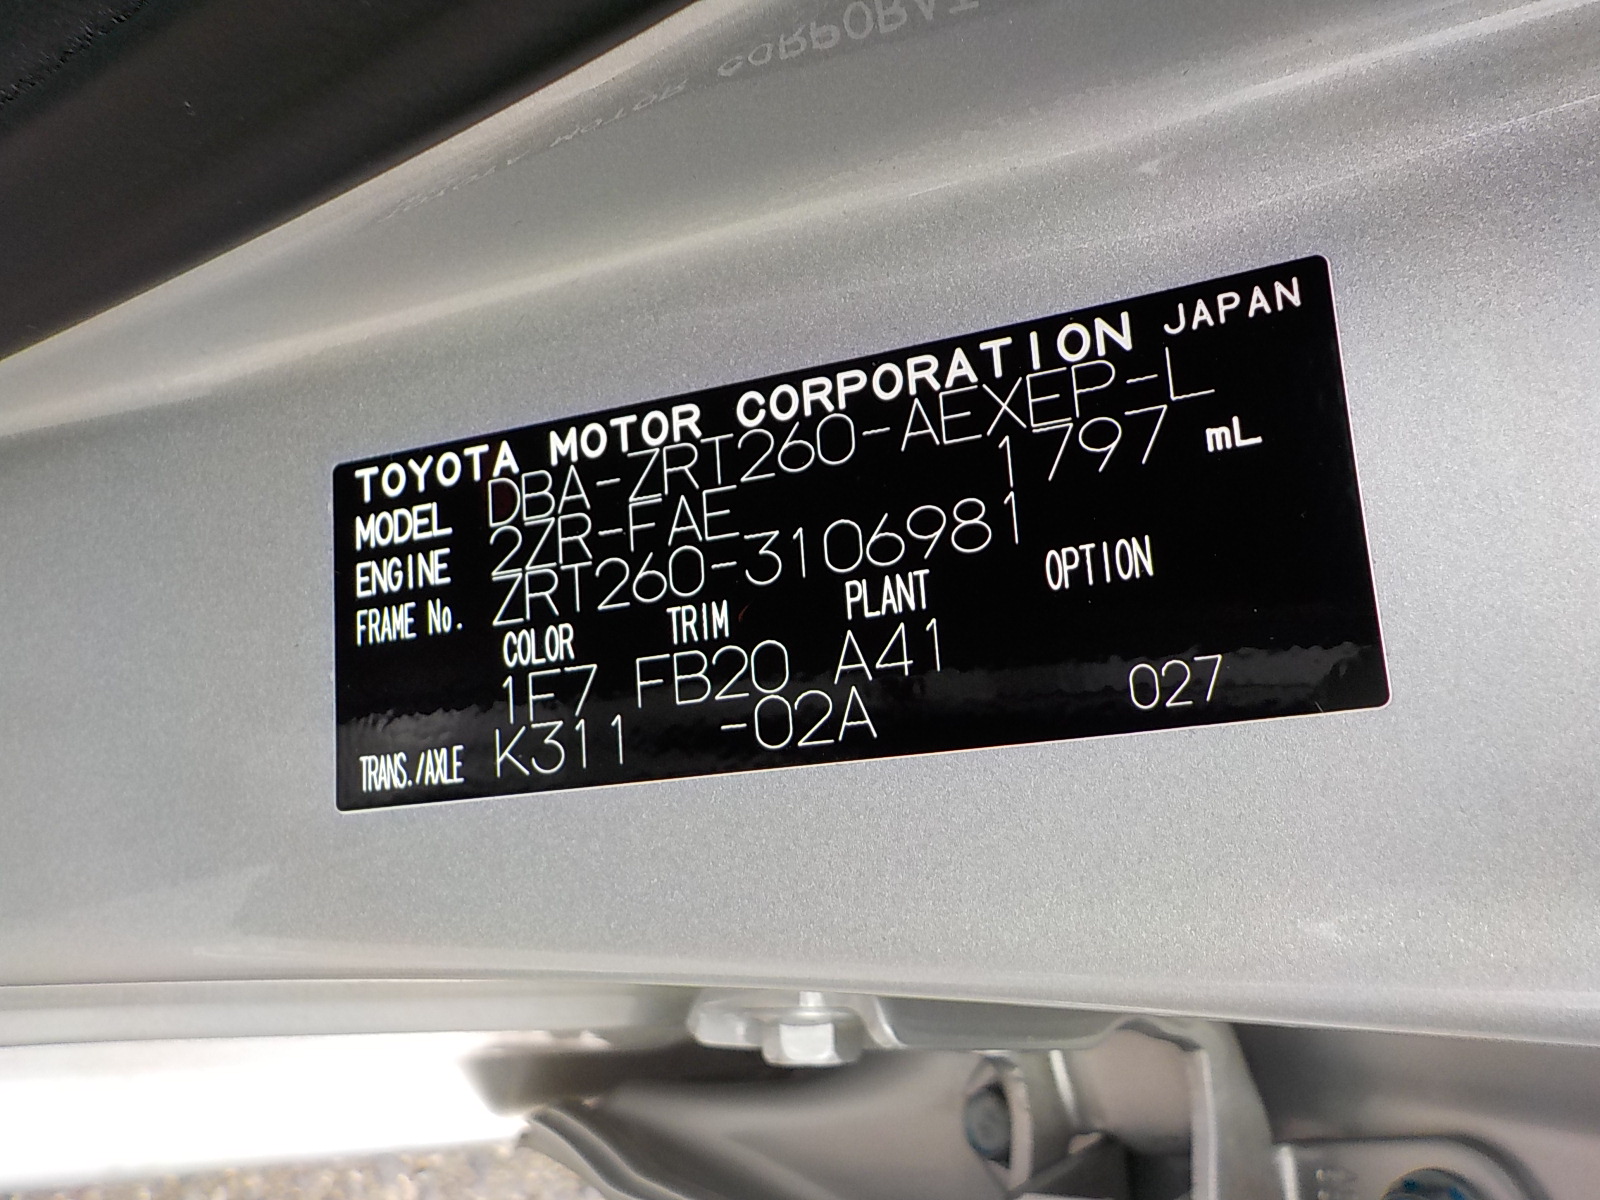 TOYOTA MOTOR CORPORATION JAPAN
MODEL DBA-ZRT260-AEXEP-L
ENGINE 2ZR-FAE 1797 mL
FRAME No. ZRT260-3106981
COLOR TRIM PLANT OPTION
1F7 FB20 A41
TRANS./AXLE K311 -02A 027